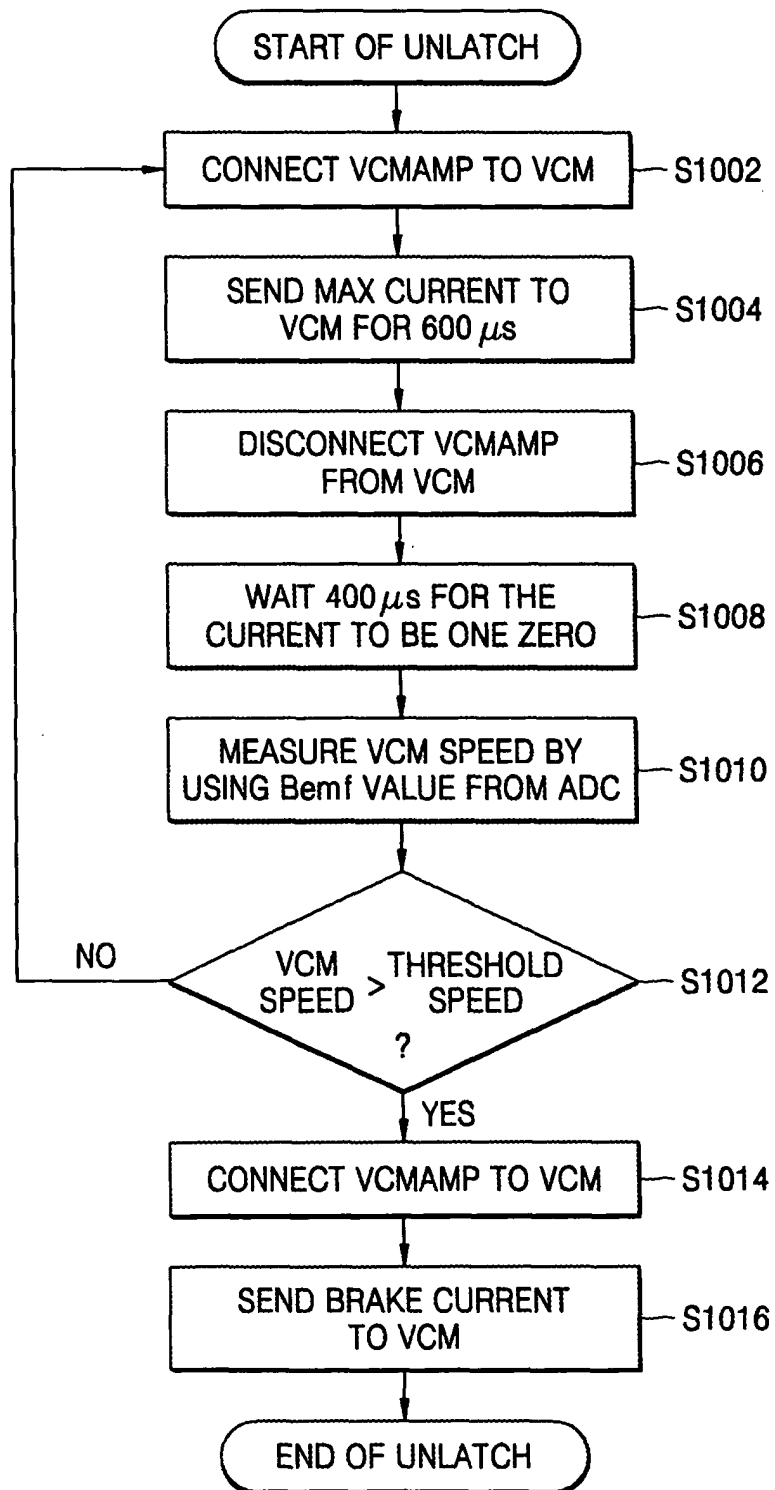 START OF UNLATCH
CONNECT VCMAMP TO VCM
S1002
SEND MAX CURRENT TO
VCM FOR 600 μs
S1004
DISCONNECT VCMAMP
FROM VCM
S1006
WAIT 400 μs FOR THE
CURRENT TO BE ONE ZERO
S1008
MEASURE VCM SPEED BY
USING Bemf VALUE FROM ADC
S1010
NO
VCM SPEED > THRESHOLD SPEED
?
S1012
YES
CONNECT VCMAMP TO VCM
S1014
SEND BRAKE CURRENT
TO VCM
S1016
END OF UNLATCH